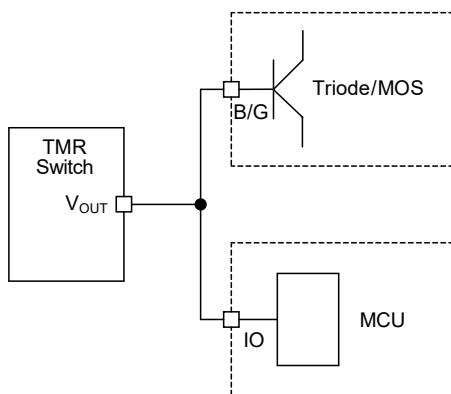 B/G
Triode/MOS
TMR
Switch
VOUT
IO
MCU